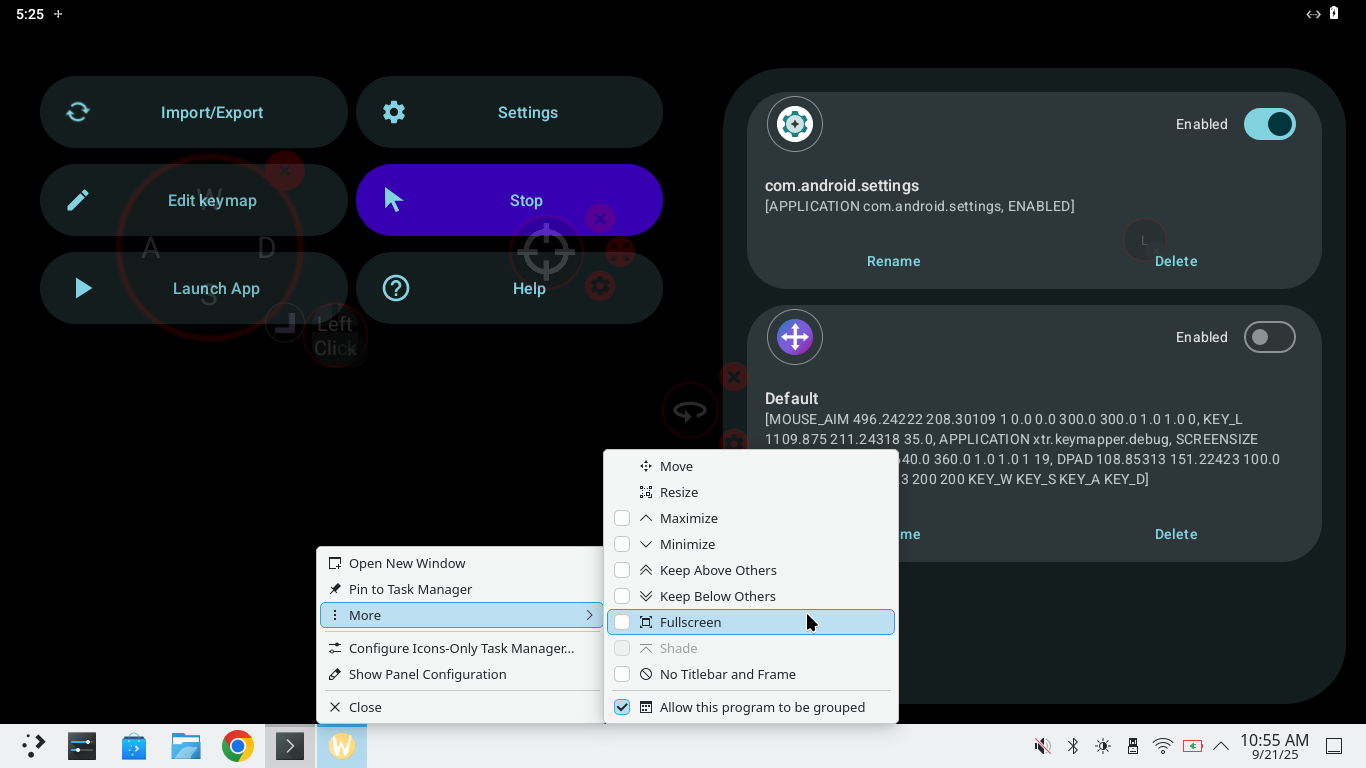 5:25
Import/Export
Settings
Edit keymap
Stop
Launch App
Help
W
A
D
S
Left
Click
Enabled
com.android.settings
[APPLICATION com.android.settings, ENABLED]
L
Rename
Delete
Enabled
Default
[MOUSE_AIM 496.24222 208.30109 1 0.0 0.0 300.0 300.0 1.0 1.0 0, KEY_L
1109.875 211.24318 35.0, APPLICATION xtr.keymapper.debug, SCREENSIZE
40.0 360.0 1.0 1.0 1 19, DPAD 108.85313 151.22423 100.0
3 200 200 KEY_W KEY_S KEY_A KEY_D]
me
Delete
Move
Resize
Maximize
Minimize
Keep Above Others
Keep Below Others
Fullscreen
Shade
No Titlebar and Frame
Allow this program to be grouped
Open New Window
Pin to Task Manager
More
Configure Icons-Only Task Manager...
Show Panel Configuration
Close
W
10:55 AM
9/21/25